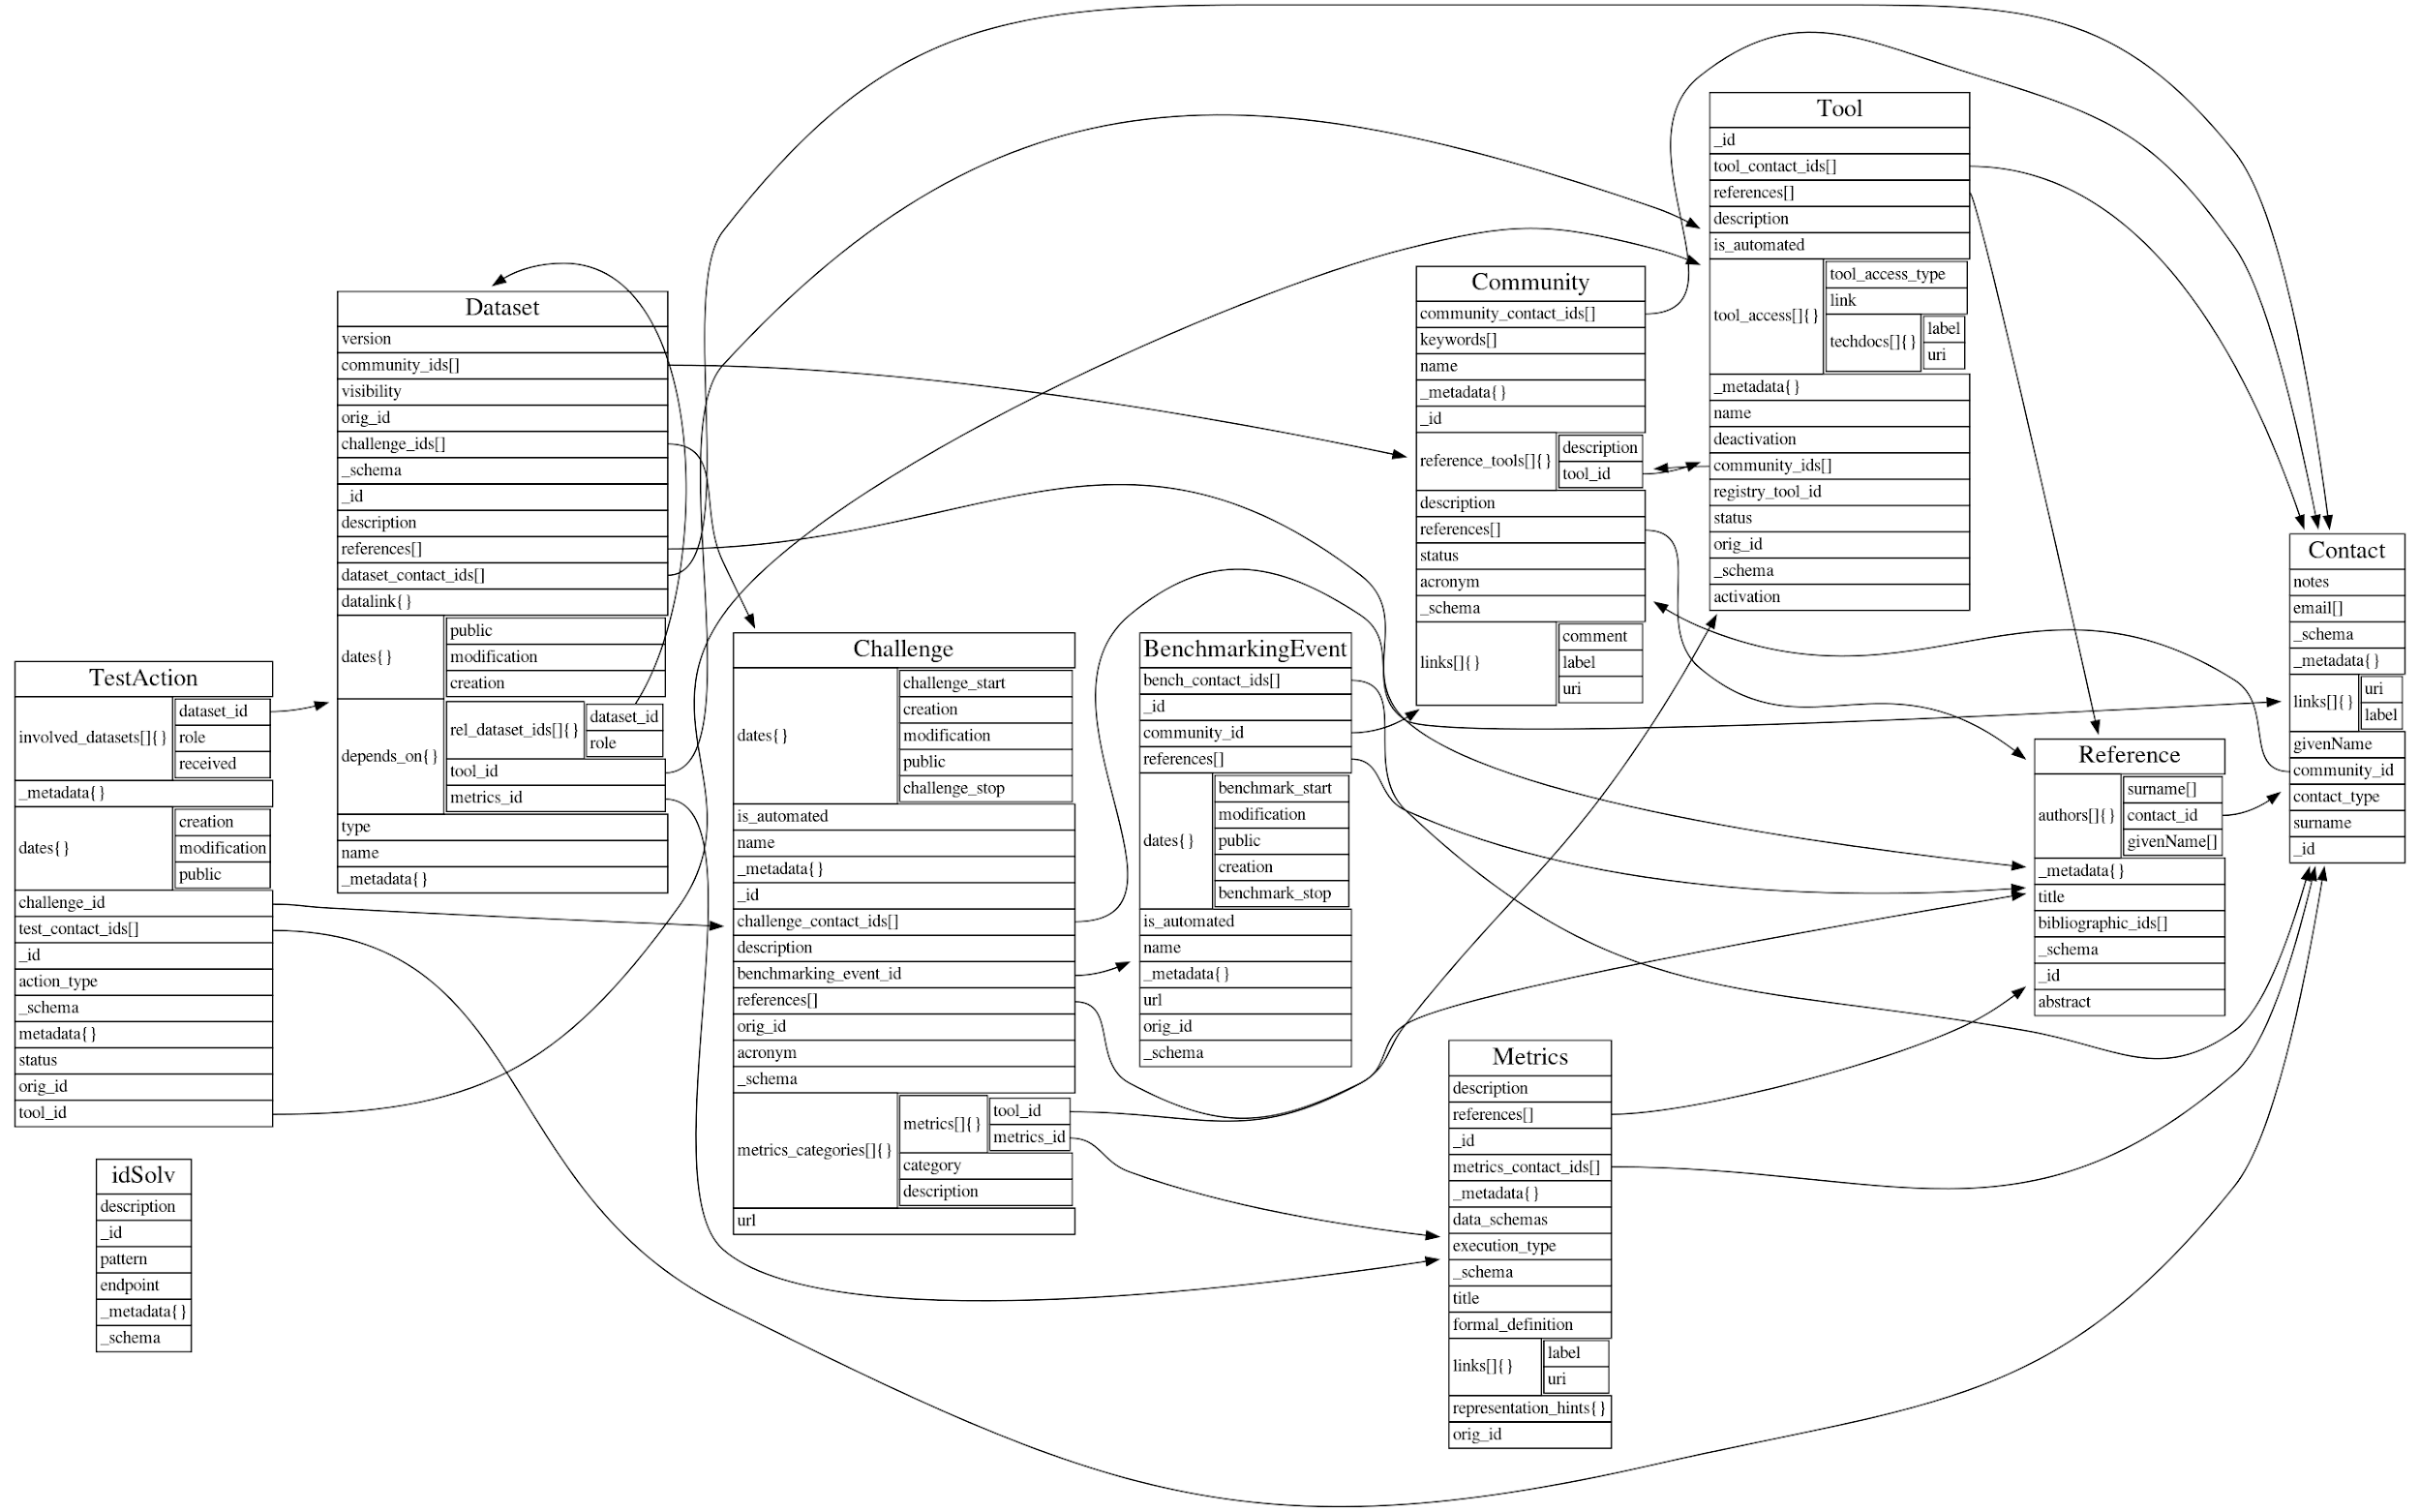 Tool
_id
tool_contact_ids[]
references[]
description
is_automated
tool_access[]{}
tool_access_type
link
techdocs[]{}
label
uri
_metadata{}
name
deactivation
community_ids[]
registry_tool_id
status
orig_id
_schema
activation
Community
community_contact_ids[]
keywords[]
name
_metadata{}
_id
reference_tools[]{}
description
tool_id
description
references[]
status
acronym
_schema
links[]{}
comment
label
uri
Dataset
version
community_ids[]
visibility
orig_id
challenge_ids[]
_schema
_id
description
references[]
dataset_contact_ids[]
datalink{}
dates{}
public
modification
creation
depends_on{}
rel_dataset_ids[]{}
dataset_id
role
tool_id
metrics_id
type
name
_metadata{}
Contact
notes
email[]
_schema
_metadata{}
links[]{}
uri
label
givenName
community_id
contact_type
surname
_id
TestAction
involved_datasets[]{}
dataset_id
role
received
_metadata{}
dates{}
creation
modification
public
challenge_id
test_contact_ids[]
_id
action_type
_schema
metadata{}
status
orig_id
tool_id
Challenge
dates{}
challenge_start
creation
modification
public
challenge_stop
is_automated
name
_metadata{}
_id
challenge_contact_ids[]
description
benchmarking_event_id
references[]
orig_id
acronym
_schema
metrics_categories[]{}
metrics[]{}
tool_id
metrics_id
category
description
url
BenchmarkingEvent
bench_contact_ids[]
_id
community_id
references[]
dates{}
benchmark_start
modification
public
creation
benchmark_stop
is_automated
name
_metadata{}
url
orig_id
_schema
Reference
authors[]{}
surname[]
contact_id
givenName[]
_metadata{}
title
bibliographic_ids[]
_schema
_id
abstract
Metrics
description
references[]
_id
metrics_contact_ids[]
_metadata{}
data_schemas
execution_type
_schema
title
formal_definition
links[]{}
label
uri
representation_hints{}
orig_id
idSolv
description
_id
pattern
endpoint
_metadata{}
_schema